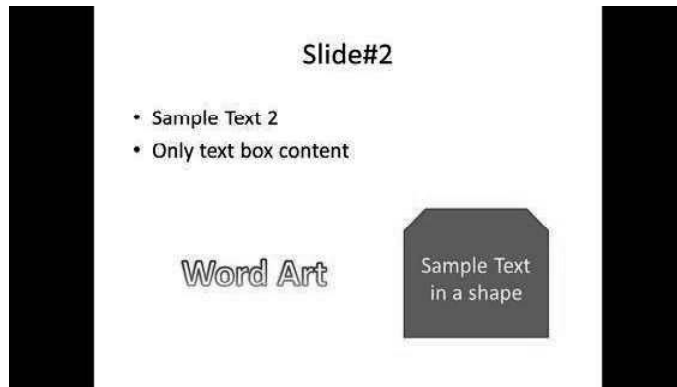 Slide#2
• Sample Text 2
• Only text box content
Word Art
Sample Text
in a shape